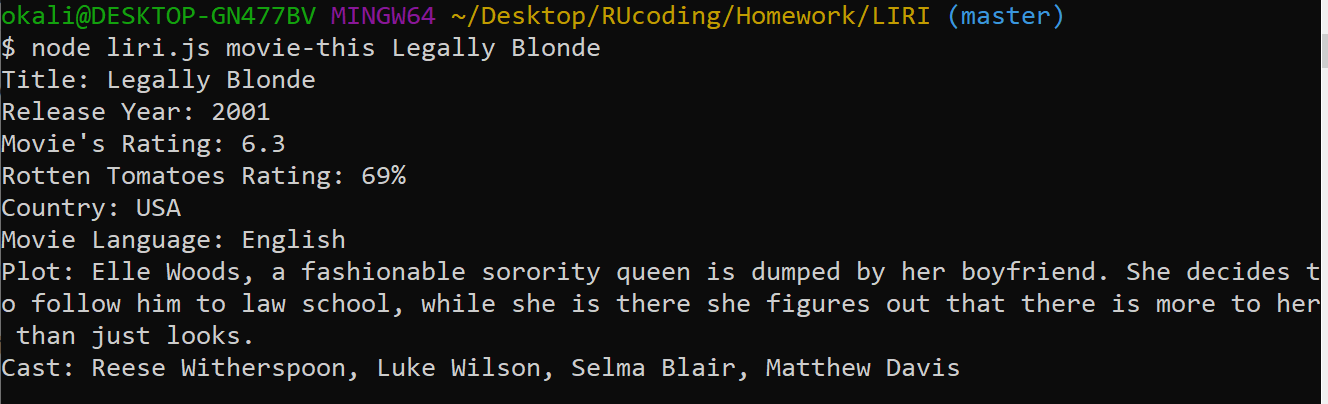 okali@DESKTOP-GN477BV MINGW64 ~/Desktop/RUcoding/Homework/LIRI (master)
$ node liri.js movie-this Legally Blonde
Title: Legally Blonde
Release Year: 2001
Movie's Rating: 6.3
Rotten Tomatoes Rating: 69%
Country: USA
Movie Language: English
Plot: Elle Woods, a fashionable sorority queen is dumped by her boyfriend. She decides t
o follow him to law school, while she is there she figures out that there is more to her
 than just looks.
Cast: Reese Witherspoon, Luke Wilson, Selma Blair, Matthew Davis